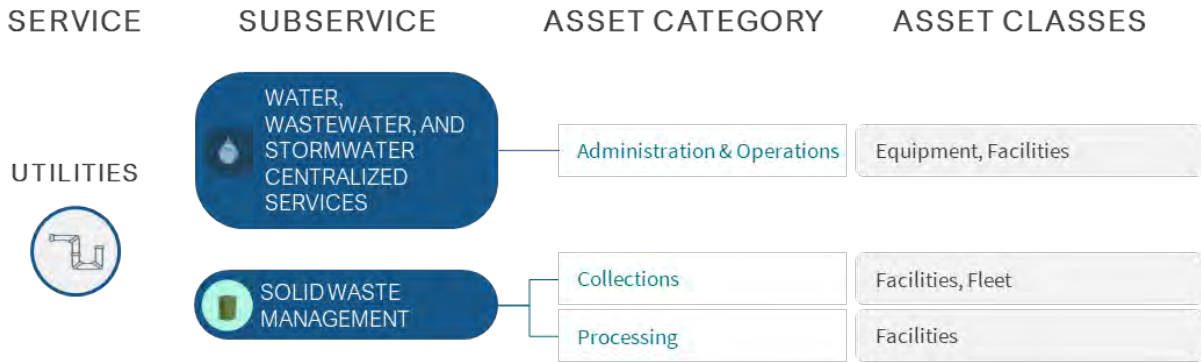 SERVICE SUBSERVICE ASSET CATEGORY ASSET CLASSES
UTILITIES
WATER,
WASTEWATER, AND
STORMWATER
CENTRALIZED
SERVICES
Administration & Operations
Equipment, Facilities
SOLID WASTE
MANAGEMENT
Collections
Facilities, Fleet
Processing
Facilities